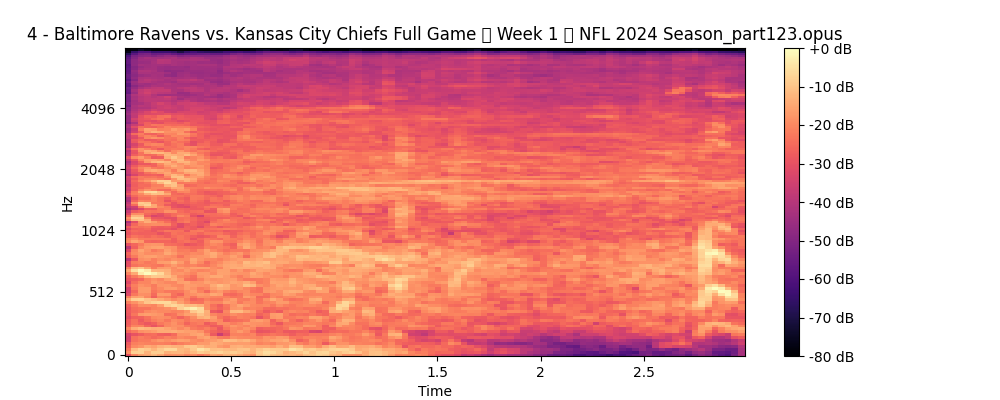 4 - Baltimore Ravens vs. Kansas City Chiefs Full Game ▯ Week 1 ▯ NFL 2024 Season_part123.opus
+0 dB
-10 dB
4096
-20 dB
2048
-30 dB
Hz
-40 dB
1024
-50 dB
512
-60 dB
-70 dB
0
-80 dB
0 0.5 1 1.5 2 2.5
Time